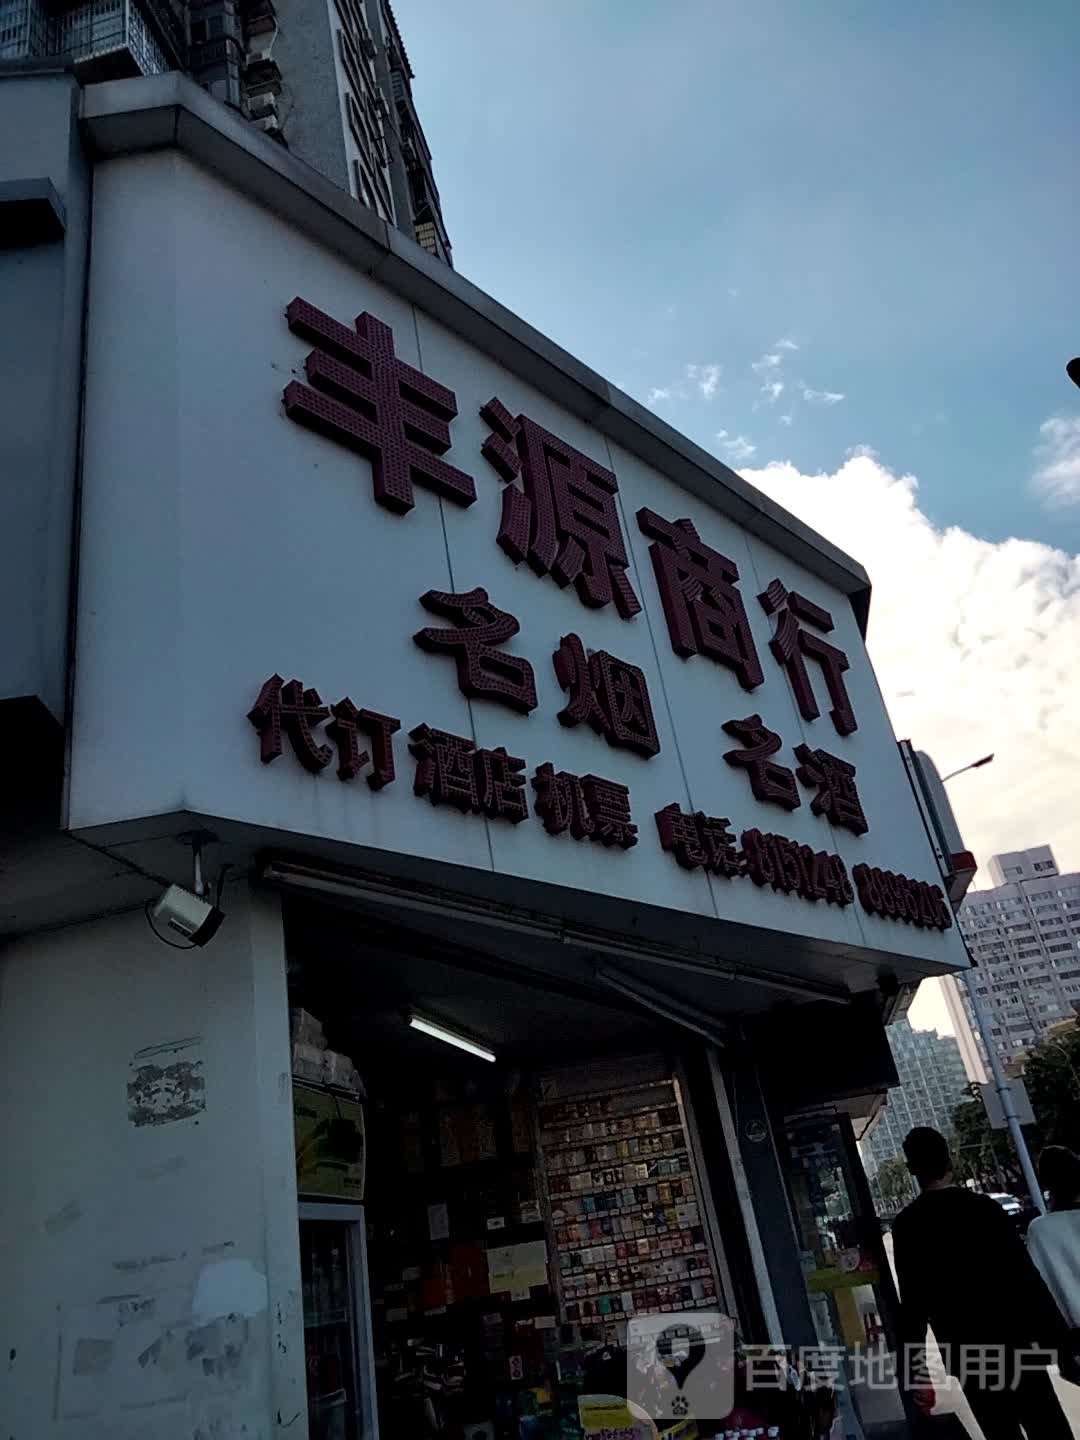 丰源商行
名烟 名酒
代订酒店机票 电话:
百度地图用户